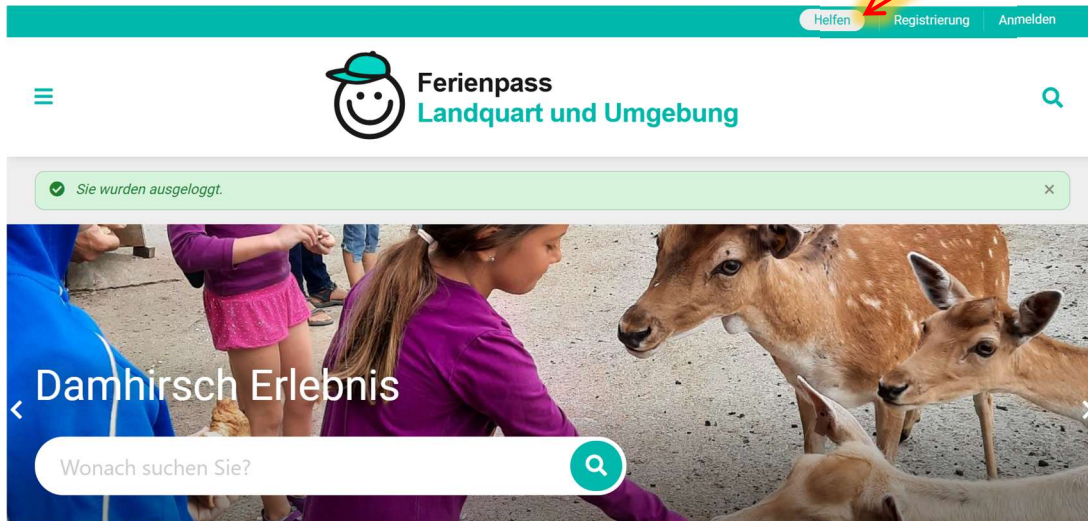 Helfen Registrierung Anmelden
Ferienpass
Landquart und Umgebung
Sie wurden ausgeloggt. ×
Damhirsch Erlebnis
Wonach suchen Sie?